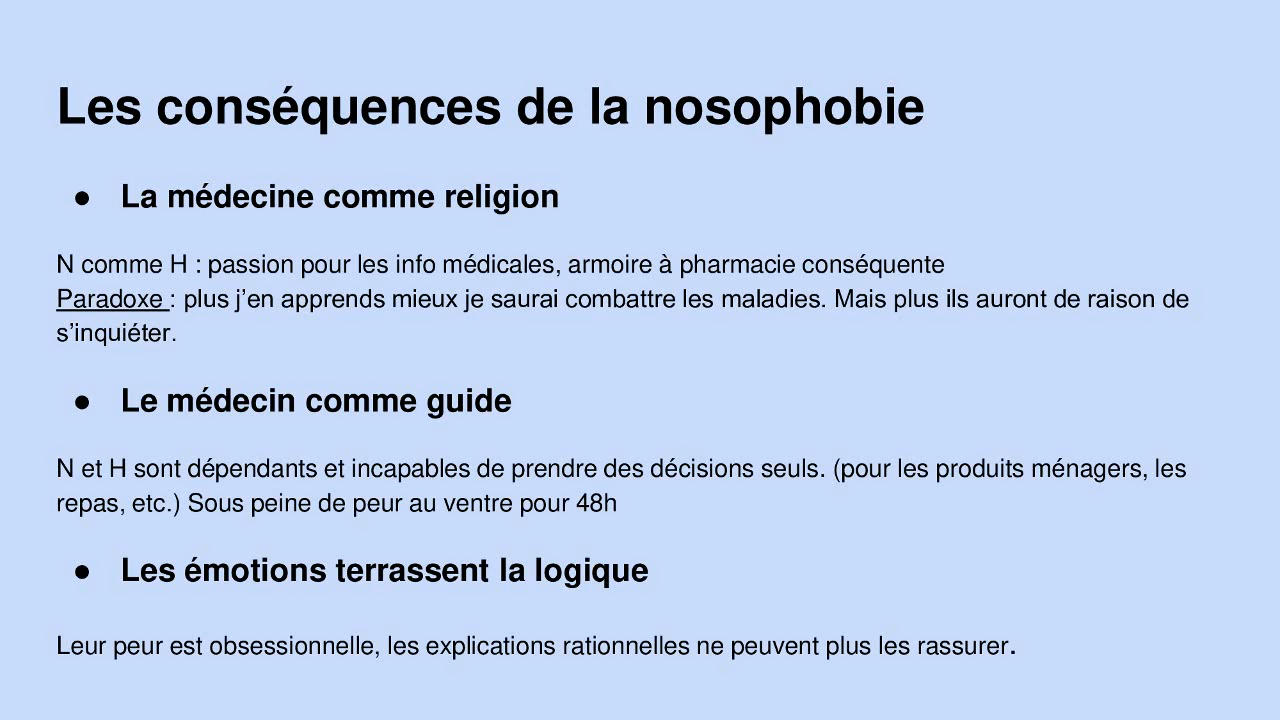 Les conséquences de la nosophobie
● La médecine comme religion
N comme H : passion pour les info médicales, armoire à pharmacie conséquente
Paradoxe : plus j’en apprends mieux je saurai combattre les maladies. Mais plus ils auront de raison de
s’inquiéter.
● Le médecin comme guide
N et H sont dépendants et incapables de prendre des décisions seuls. (pour les produits ménagers, les
repas, etc.) Sous peine de peur au ventre pour 48h
● Les émotions terrassent la logique
Leur peur est obsessionnelle, les explications rationnelles ne peuvent plus les rassurer.